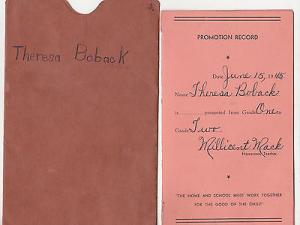 Theresa Boback
PROMOTION RECORD
Date June 15, 1945
Name Theresa Boback
is promoted from Grade One to
Grade Two
Millicent Mack
"THE HOME AND SCHOOL MUST WORK TOGETHER
FOR THE GOOD OF THE CHILD"